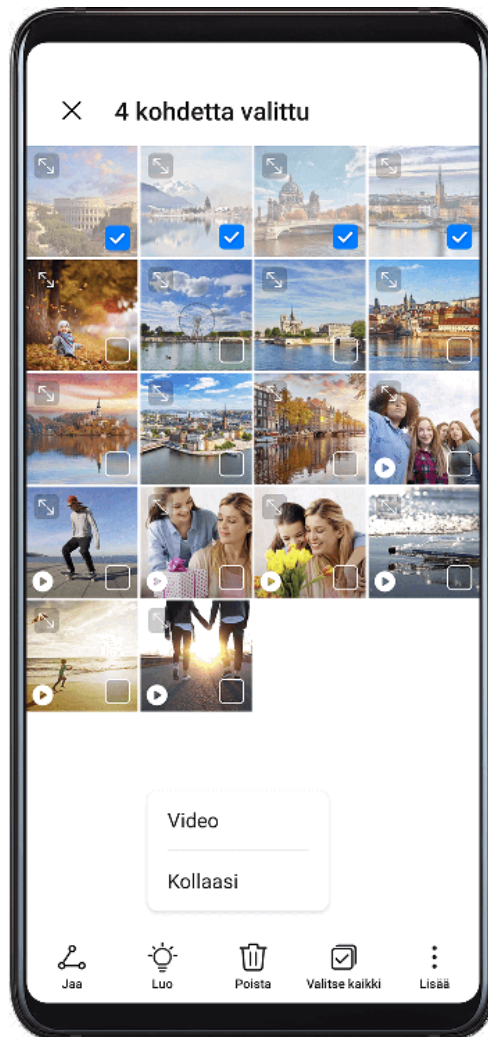 4 kohdetta valittu
Video
Kollaasi
Jaa
Luo
Poista
Valitse kaikki
Lisää